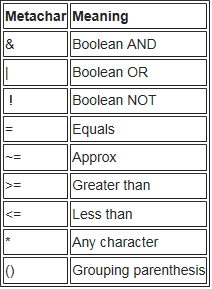 Metachar Meaning
& Boolean AND
| Boolean OR
! Boolean NOT
= Equals
~= Approx
>= Greater than
<= Less than
* Any character
() Grouping parenthesis